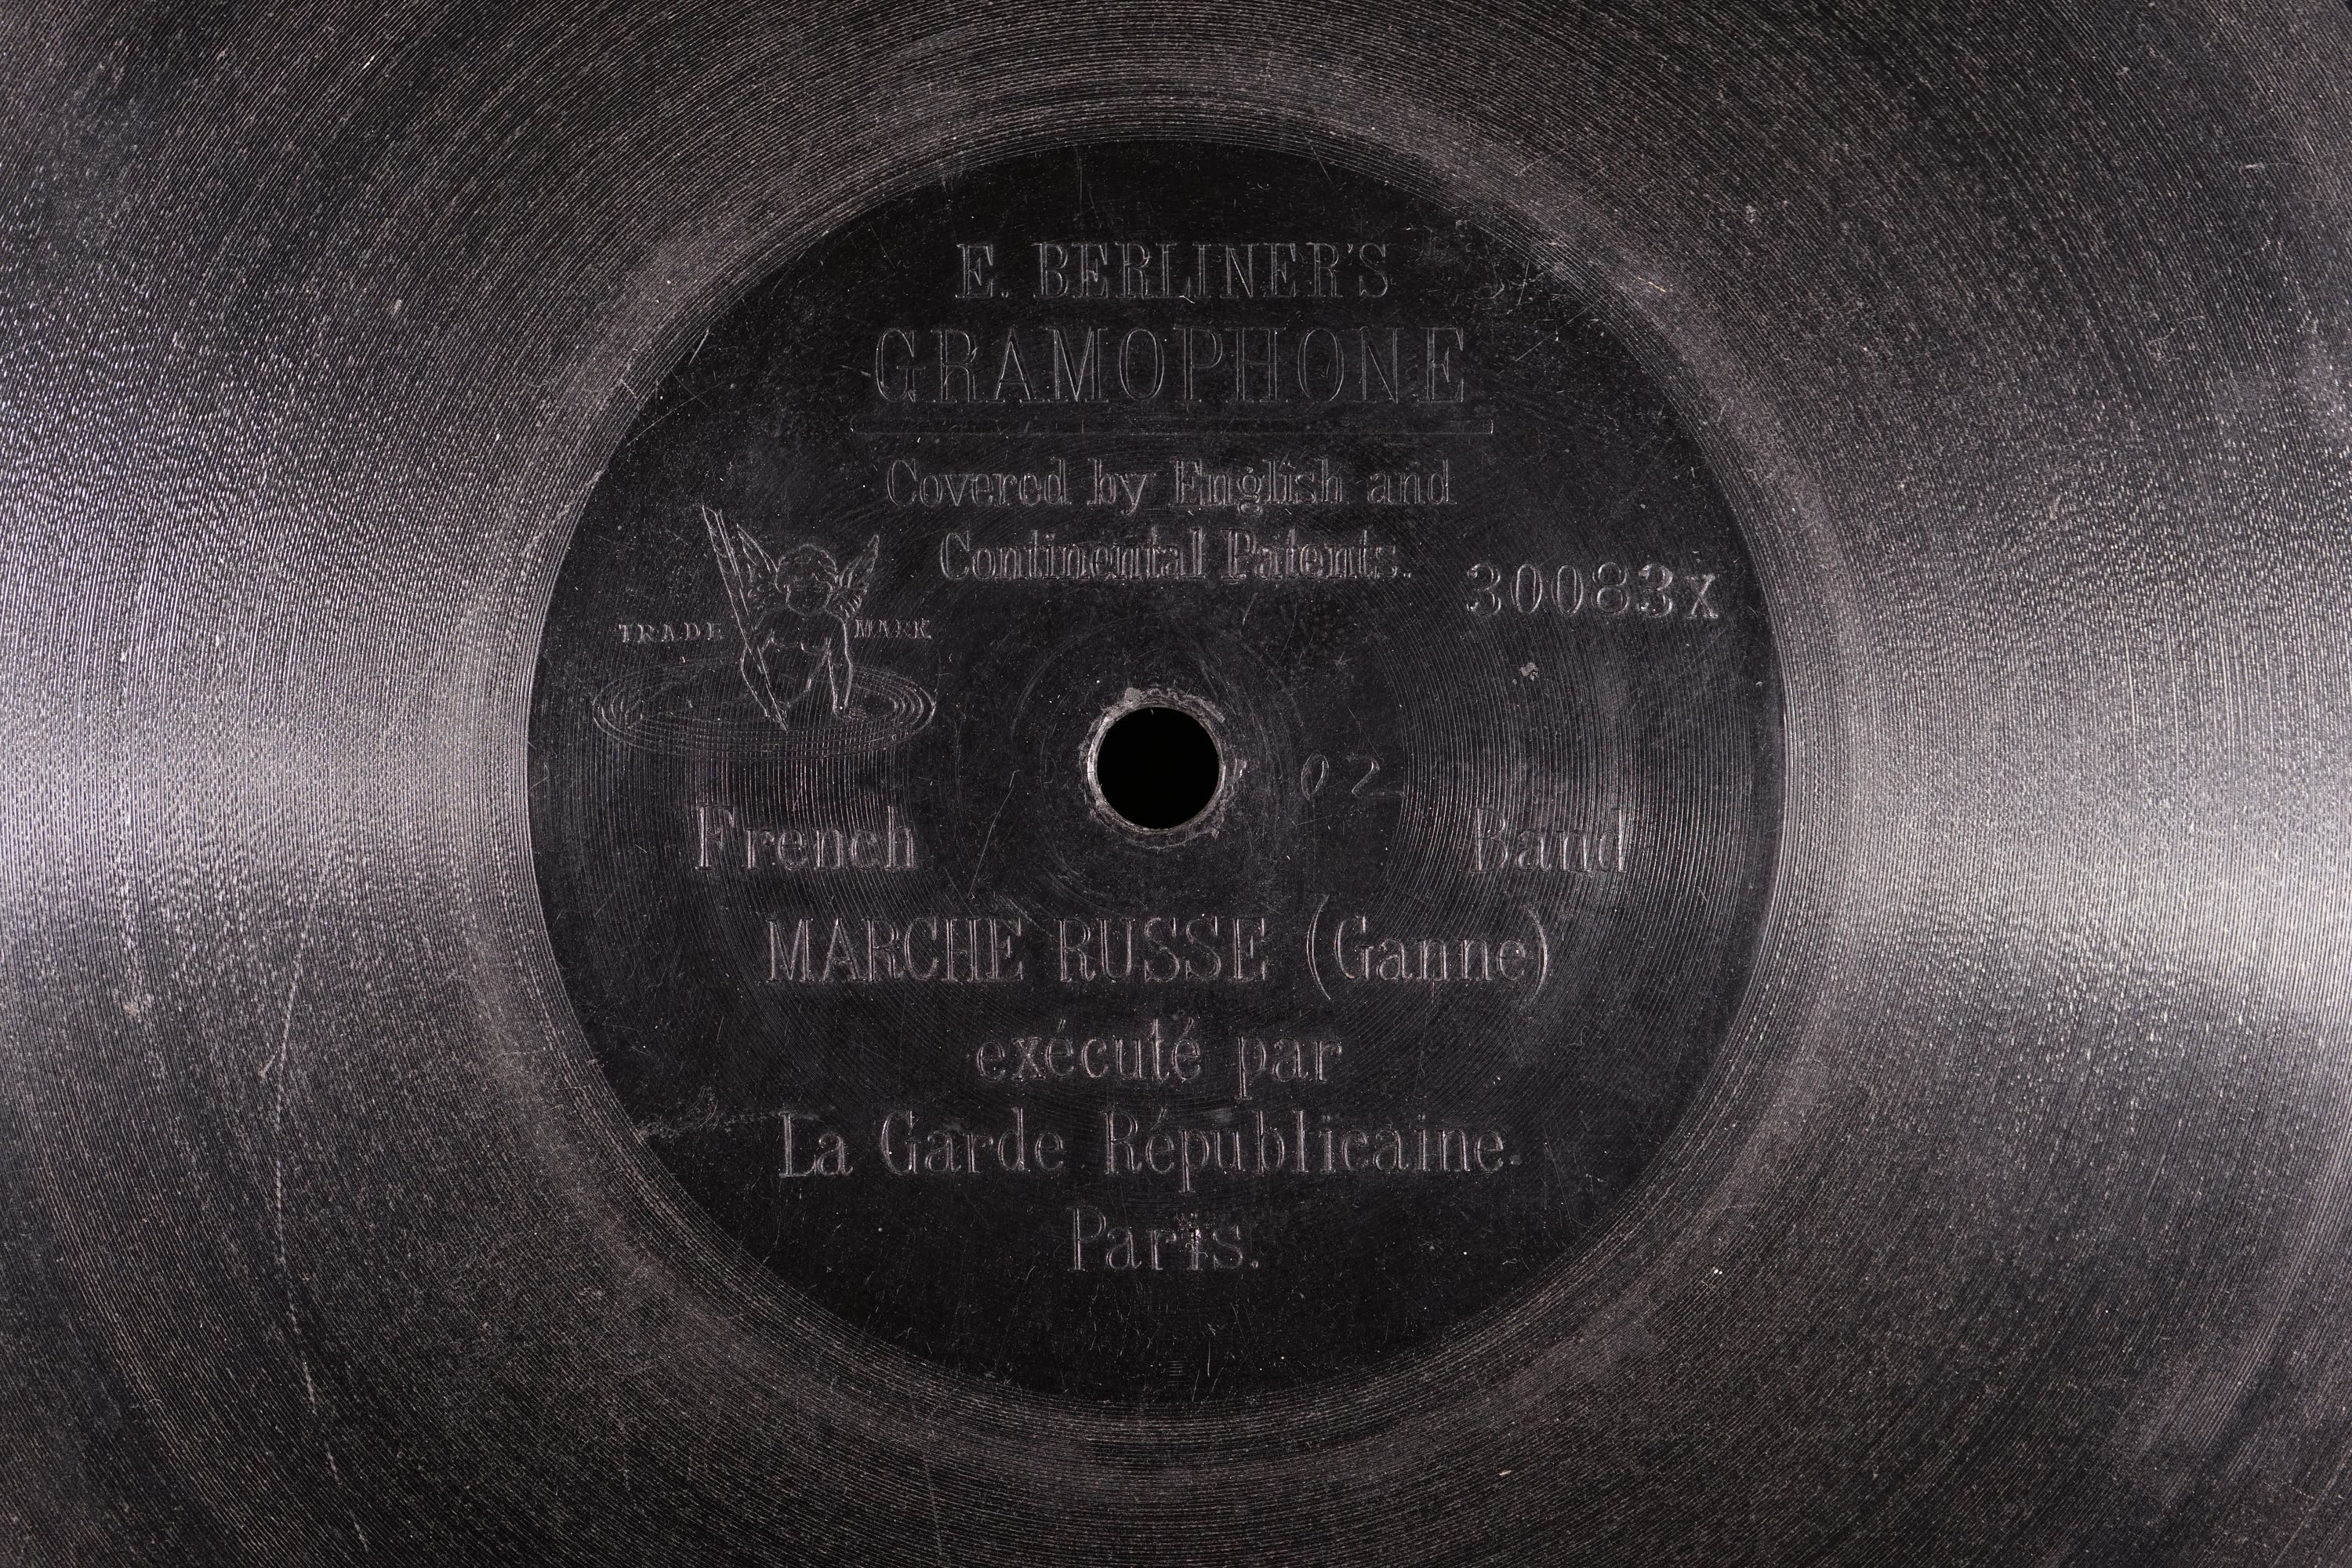 E. BERLINER'S
GRAMOPHONE
Covered by English and
Continental Patents.
30083x
TRADE MARK
02
French Band
MARCHE RUSSE (Ganne)
exécuté par
La Garde Républicaine.
Paris.